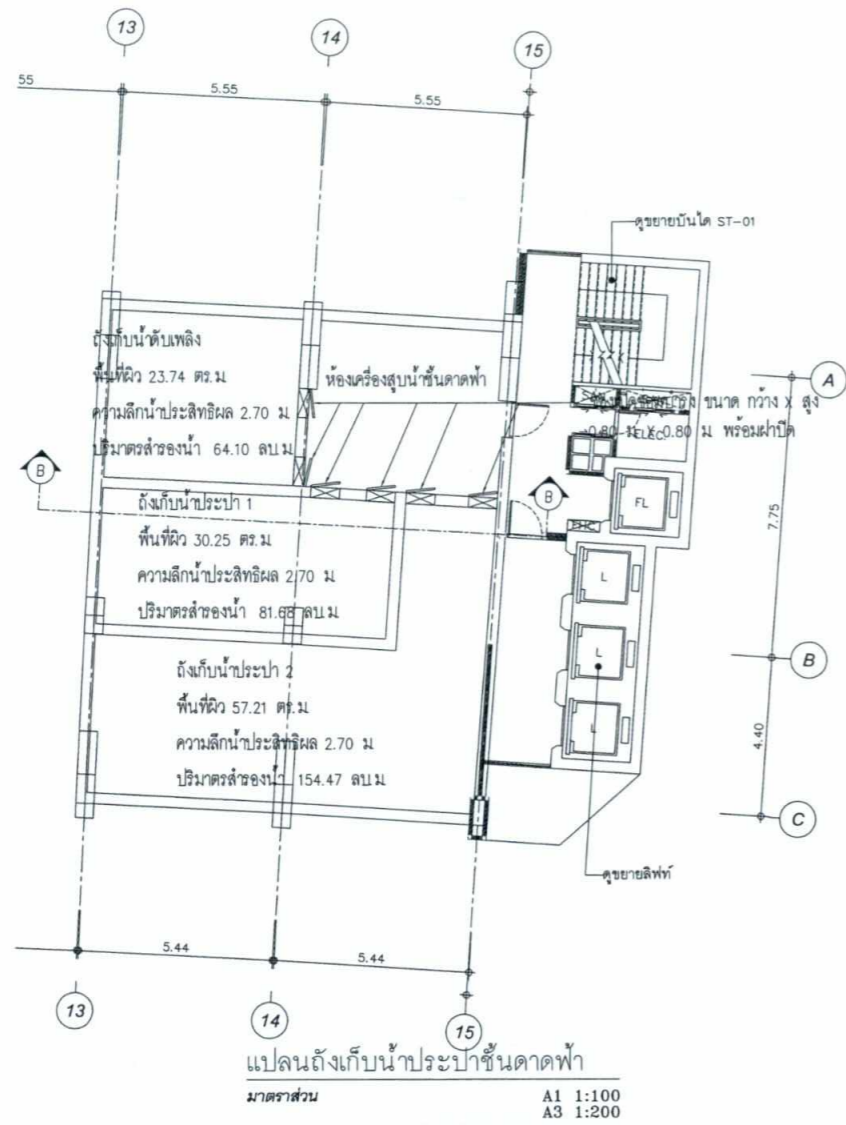 13
14
15
55
5.55
5.55
ดูขยายบันได ST-01
ถังเก็บน้ำดับเพลิง
พื้นที่ผิว 23.74 ตร.ม
ความลึกน้ำประสิทธิผล 2.70 ม
ปริมาตรสำรองน้ำ 64.10 ลบ.ม
ห้องเครื่องสูบน้ำชั้นดาดฟ้า
A
ขนาด กว้าง x สูง
0.80 ม x 0.80 ม พร้อมฝาปิด
ELEC.
B
B
FL
ถังเก็บน้ำประปา 1
พื้นที่ผิว 30.25 ตร.ม
ความลึกน้ำประสิทธิผล 2.70 ม
ปริมาตรสำรองน้ำ 81.68 ลบ.ม
7.75
L
L
L
B
ถังเก็บน้ำประปา 2
พื้นที่ผิว 57.21 ตร.ม
ความลึกน้ำประสิทธิผล 2.70 ม
ปริมาตรสำรองน้ำ 154.47 ลบ.ม
4.40
C
ดูขยายลิฟท์
5.44
5.44
13
14
15
แปลนถังเก็บน้ำประปาชั้นดาดฟ้า
มาตราส่วน A1 1:100
A3 1:200